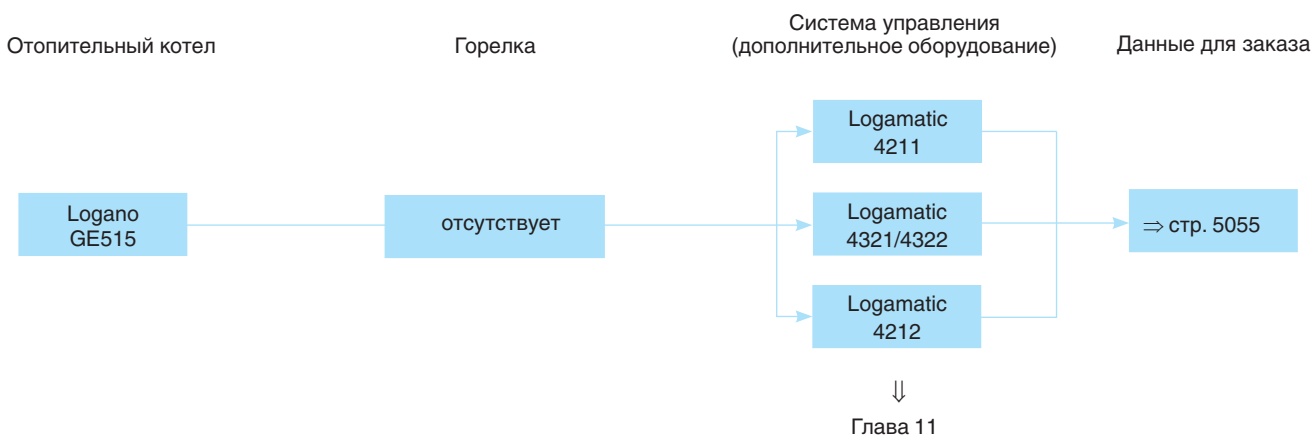 Отопительный котел
Горелка
Система управления
(дополнительное оборудование)
Данные для заказа
Logano
GE515
отсутствует
Logamatic
4211
Logamatic
4321/4322
Logamatic
4212
⇒ стр. 5055
⇓
Глава 11